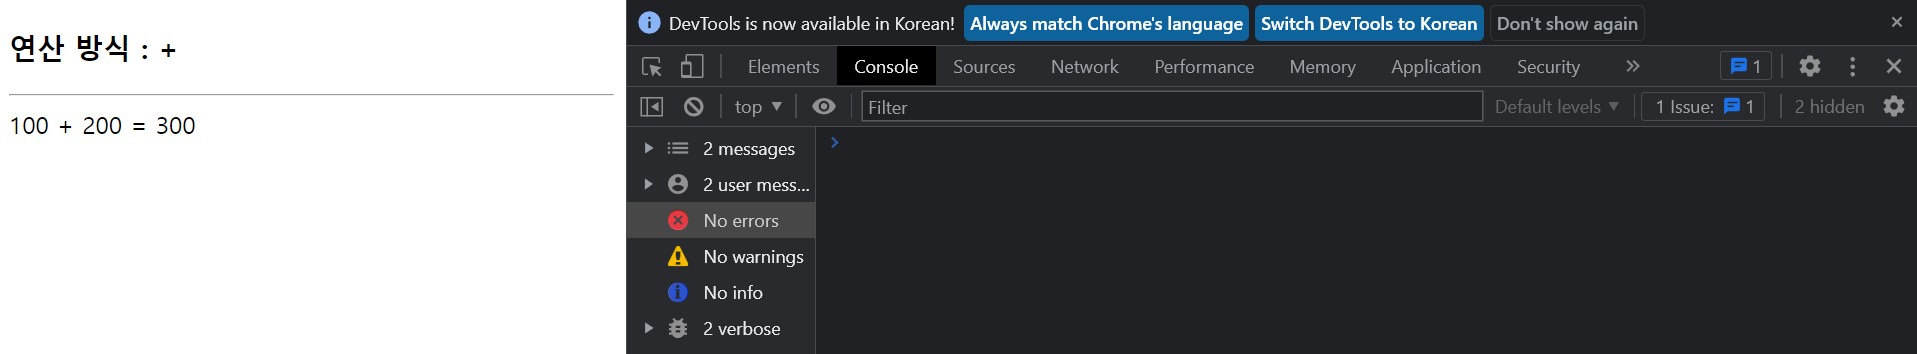 연산 방식 : +
100 + 200 = 300
DevTools is now available in Korean! Always match Chrome's language Switch DevTools to Korean Don't show again
Elements Console Sources Network Performance Memory Application Security 1
top Filter Default levels 1 Issue: 1 2 hidden
2 messages
2 user mess...
No errors
No warnings
No info
2 verbose